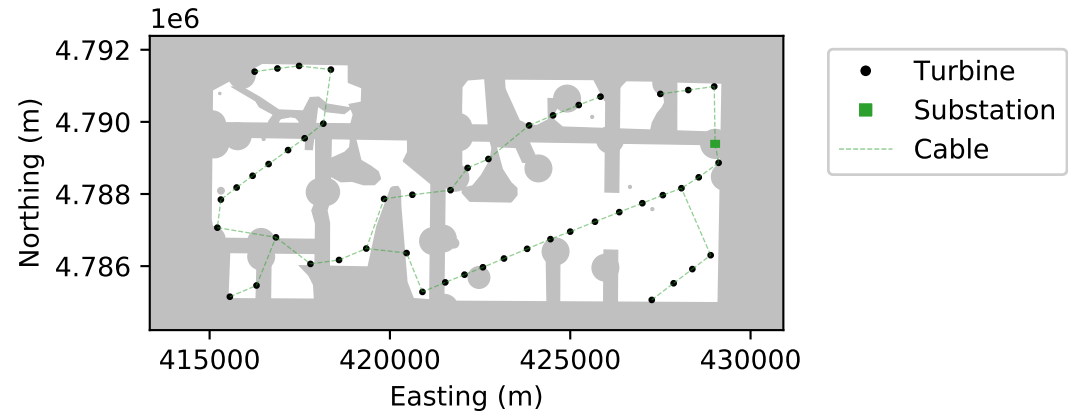 1e6
4.792
4.790
4.788
4.786
Northing (m)
415000 420000 425000 430000
Easting (m)
Turbine
Substation
Cable